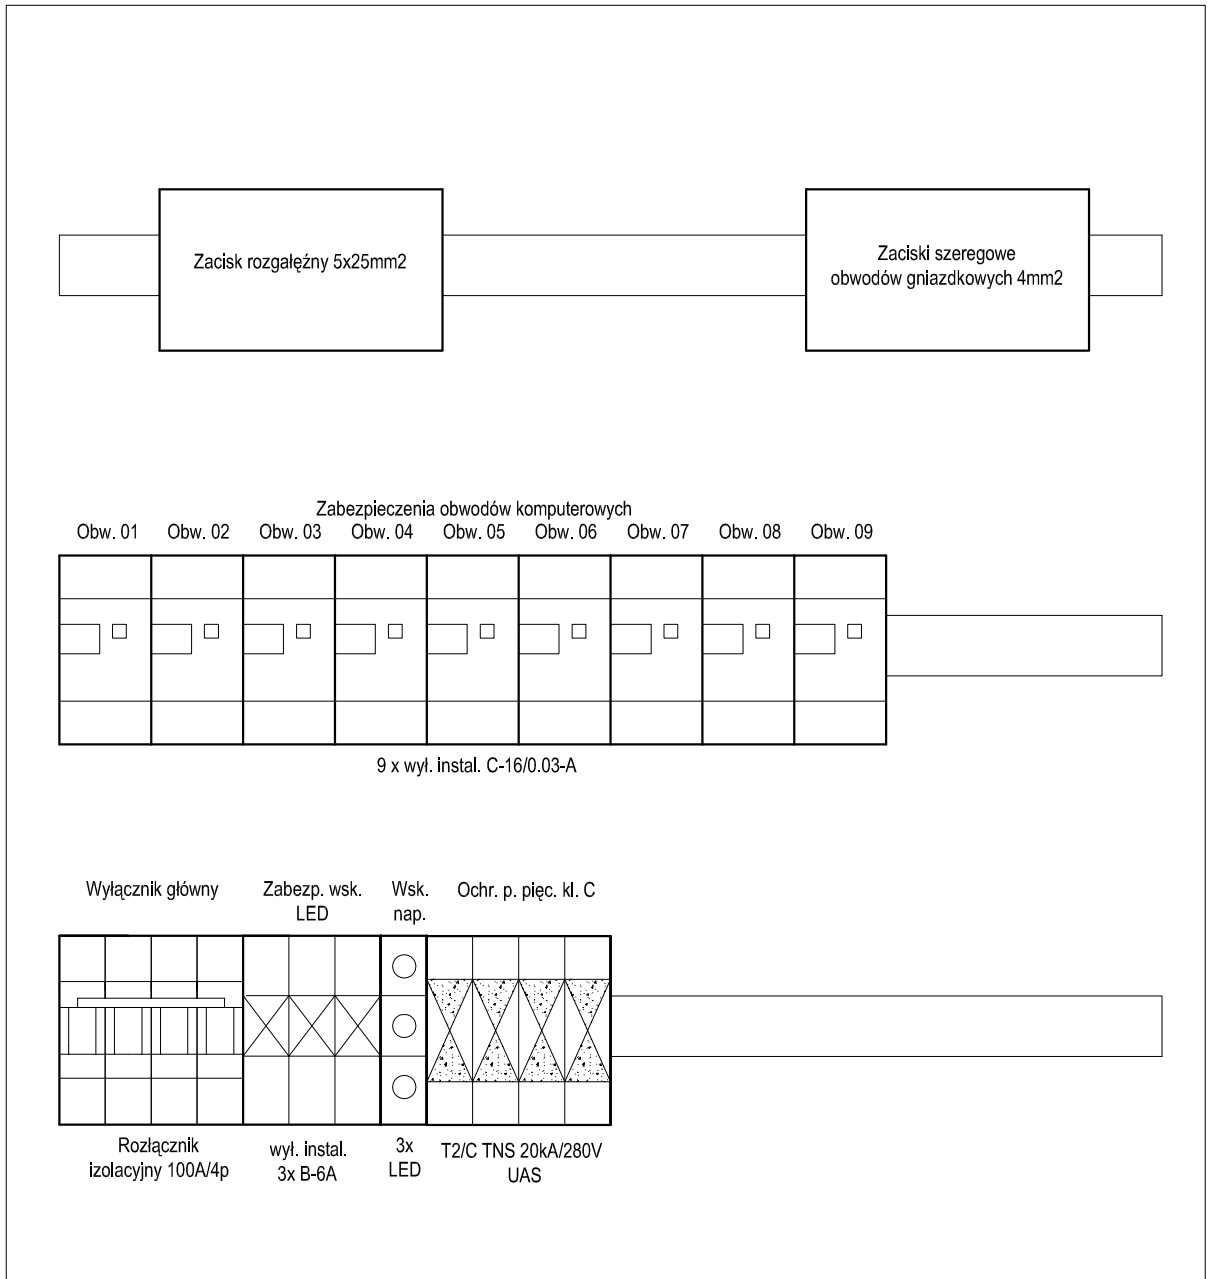 Zacisk rozgałęźny 5x25mm2
Zaciski szeregowe
obwodów gniazdkowych 4mm2
Zabezpieczenia obwodów komputerowych
Obw. 01 Obw. 02 Obw. 03 Obw. 04 Obw. 05 Obw. 06 Obw. 07 Obw. 08 Obw. 09
9 x wył. instal. C-16/0.03-A
Wyłącznik główny
Zabezp. wsk.
LED
Wsk.
nap.
Ochr. p. pięc. kl. C
Rozłącznik
izolacyjny 100A/4p
wył. instal.
3x B-6A
3x
LED
T2/C TNS 20kA/280V
UAS